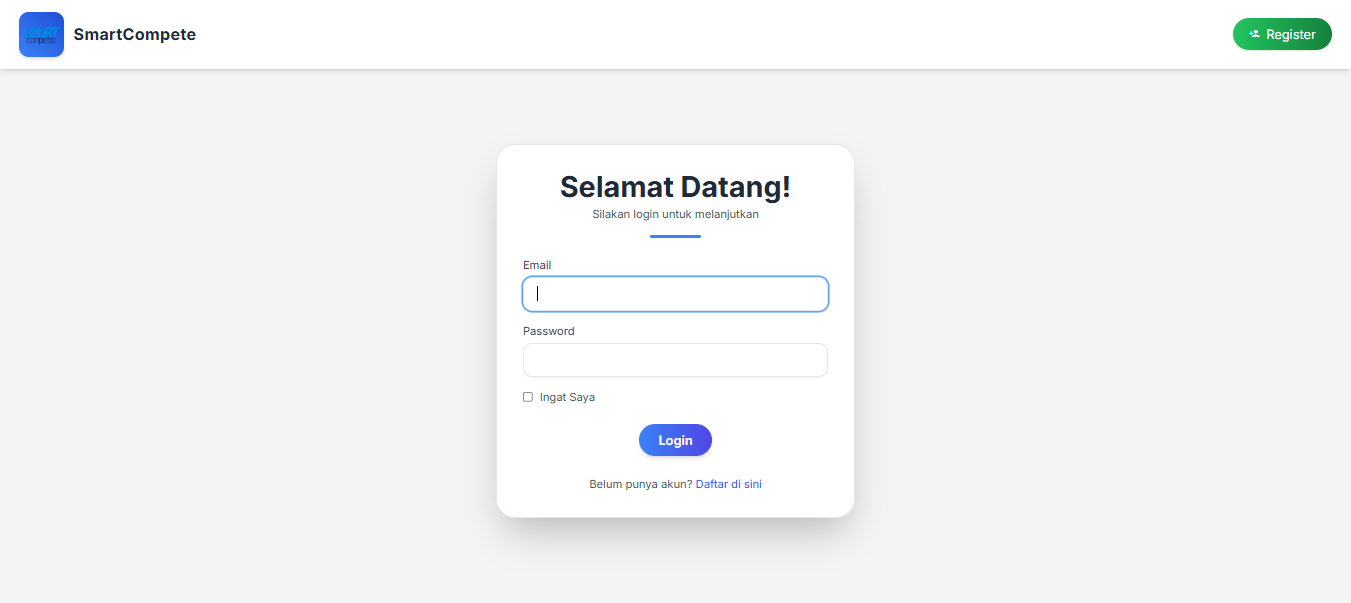 SmartCompete
Register
Selamat Datang!
Silakan login untuk melanjutkan
Email
Password
Ingat Saya
Login
Belum punya akun? Daftar di sini